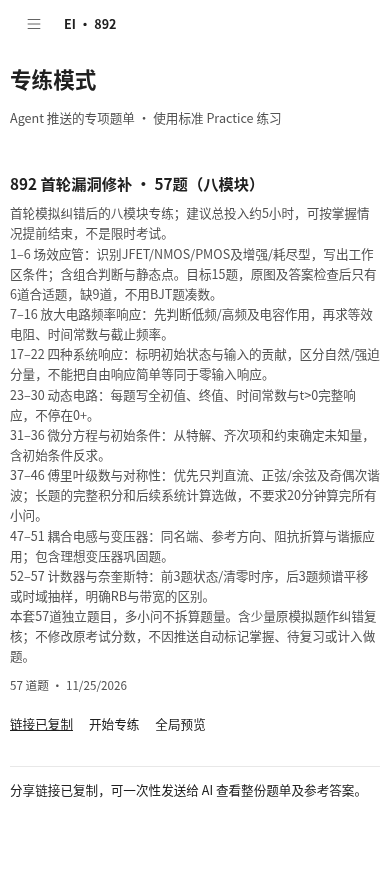 EI • 892
专练模式
Agent 推送的专项题单 • 使用标准 Practice 练习
892 首轮漏洞修补 • 57题（八模块）
首轮模拟纠错后的八模块专练；建议总投入约5小时，可按掌握情
况提前结束，不是限时考试。
1–6 场效应管：识别JFET/NMOS/PMOS及增强/耗尽型，写出工作
区条件；含组合判断与静态点。目标15题，原图及答案检查后只有
6道合适题，缺9道，不用BJT题凑数。
7–16 放大电路频率响应：先判断低频/高频及电容作用，再求等效
电阻、时间常数与截止频率。
17–22 四种系统响应：标明初始状态与输入的贡献，区分自然/强迫
分量，不能把自由响应简单等同于零输入响应。
23–30 动态电路：每题写全初值、终值、时间常数与t>0完整响
应，不停在0+。
31–36 微分方程与初始条件：从特解、齐次项和约束确定未知量，
含初始条件反求。
37–46 傅里叶级数与对称性：优先只判直流、正弦/余弦及奇偶次谐
波；长题的完整积分和后续系统计算选做，不要求20分钟算完所有
小问。
47–51 耦合电感与变压器：同名端、参考方向、阻抗折算与谐振应
用；包含理想变压器巩固题。
52–57 计数器与奈奎斯特：前3题状态/清零时序，后3题频谱平移
或时域抽样，明确RB与带宽的区别。
本套57道独立题目，多小问不拆算题量。含少量原模拟题作纠错复
核；不修改原考试分数，不因推送自动标记掌握、待复习或计入做
题。
57 道题 • 11/25/2026
链接已复制 开始专练 全局预览
分享链接已复制，可一次性发送给 AI 查看整份题单及参考答案。